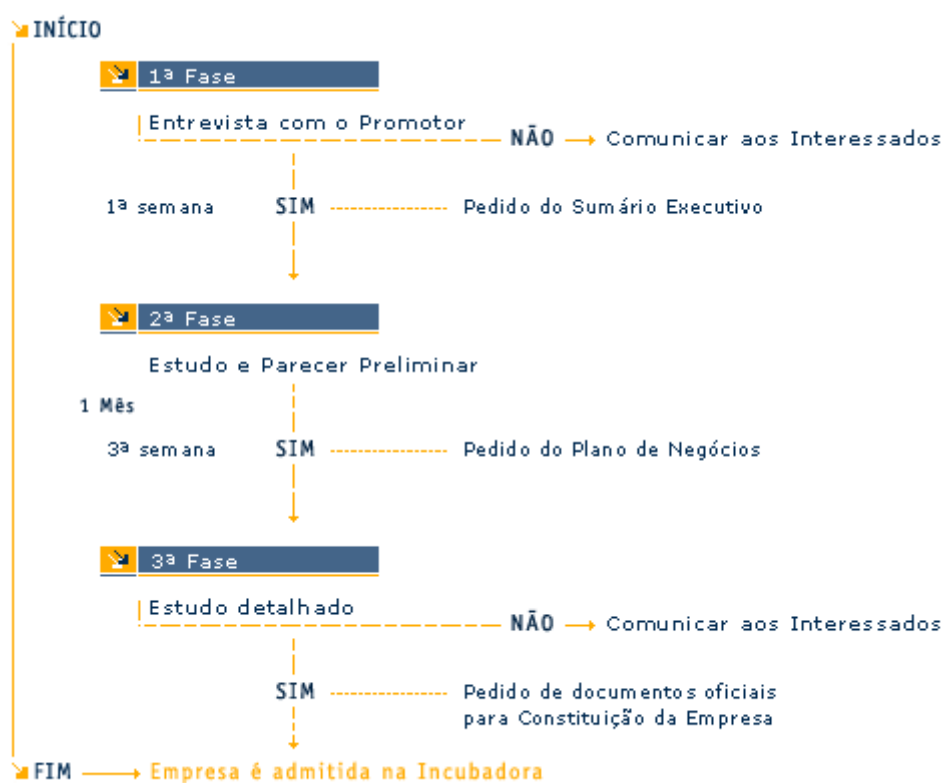 INÍCIO
1ª Fase
Entrevista com o Promotor
NÃO Comunicar aos Interessados
1ª semana SIM Pedido do Sumário Executivo
2ª Fase
Estudo e Parecer Preliminar
1 Mês
3ª semana SIM Pedido do Plano de Negócios
3ª Fase
Estudo detalhado
NÃO Comunicar aos Interessados
SIM Pedido de documentos oficiais
para Constituição da Empresa
FIM Empresa é admitida na Incubadora